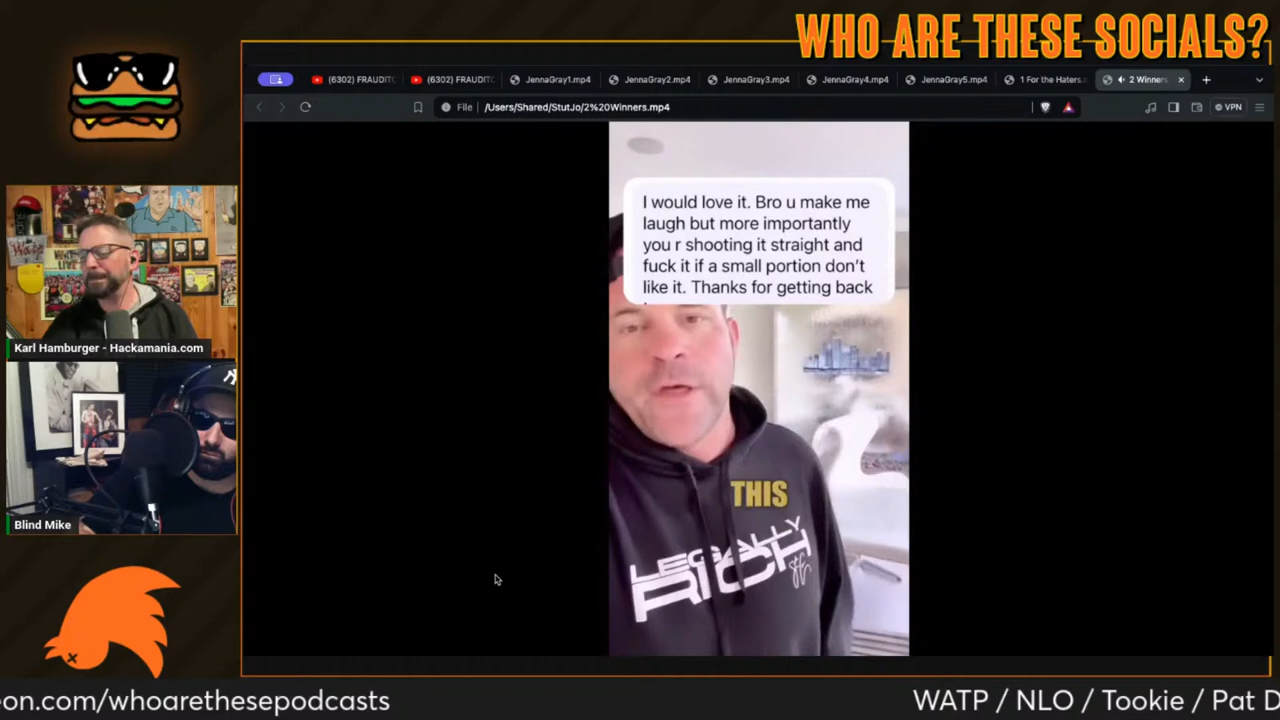 WHO ARE THESE SOCIALS?
(6302) FRAUDITO
(6302) FRAUDITO
JennaGray1.mp4
JennaGray2.mp4
JennaGray3.mp4
JennaGray4.mp4
JennaGray5.mp4
1 For the Haters.
2 Winners
File
/Users/Shared/StutJo/2%20Winners.mp4
VPN
I would love it. Bro u make me
laugh but more importantly
you r shooting it straight and
fuck it if a small portion don't
like it. Thanks for getting back
THIS
LEGALLY
RICH
Karl Hamburger - Hackamania.com
Blind Mike
eon.com/whoarethesepodcasts
WATP / NLO / Tookie / Pat D